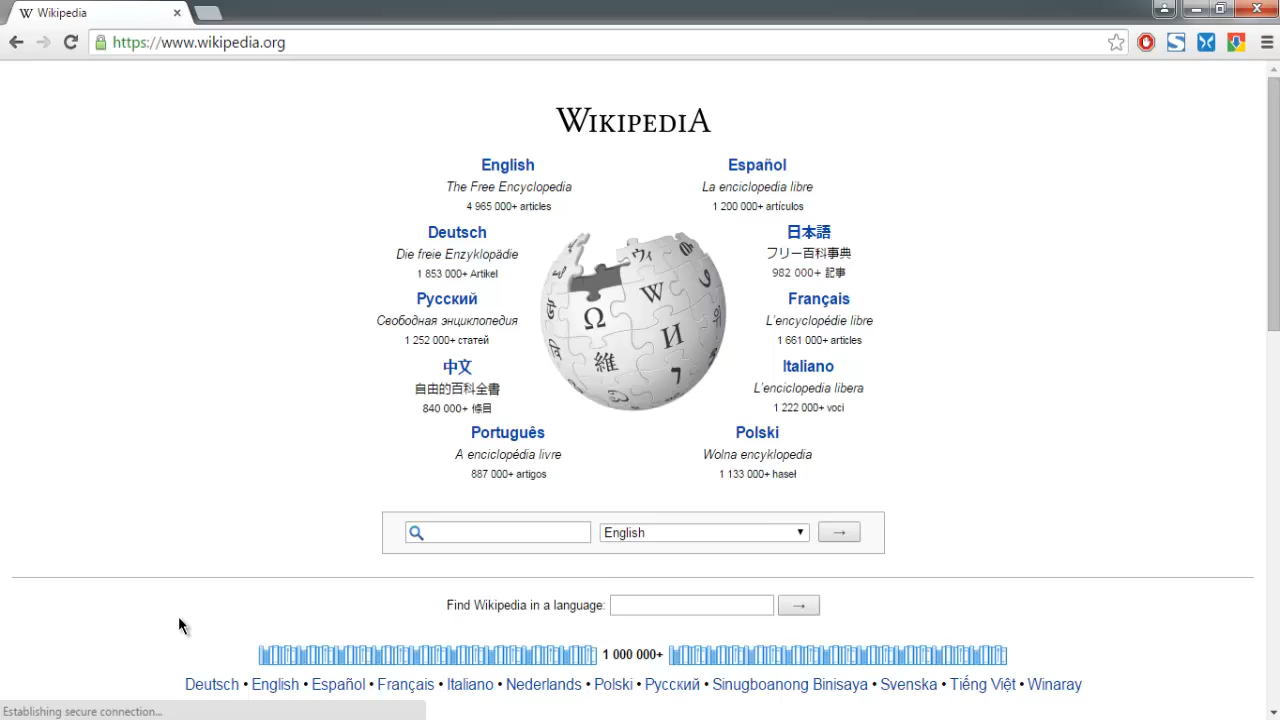 Wikipedia
https://www.wikipedia.org
WIKIPEDIA
English
The Free Encyclopedia
4 965 000+ articles
Español
La enciclopedia libre
1 200 000+ artículos
Deutsch
Die freie Enzyklopädie
1 853 000+ Artikel
日本語
フリー百科事典
982 000+ 記事
Русский
Свободная энциклопедия
1 252 000+ статей
Français
L'encyclopédie libre
1 661 000+ articles
中文
自由的百科全書
840 000+ 條目
Italiano
L'enciclopedia libera
1 222 000+ voci
Português
A enciclopédia livre
887 000+ artigos
Polski
Wolna encyklopedia
1 133 000+ haseł
Ω W И 維 ウィ
English
→
Find Wikipedia in a language: →
1 000 000+
Deutsch • English • Español • Français • Italiano • Nederlands • Polski • Русский • Sinugboanong Binisaya • Svenska • Tiếng Việt • Winaray
Establishing secure connection...